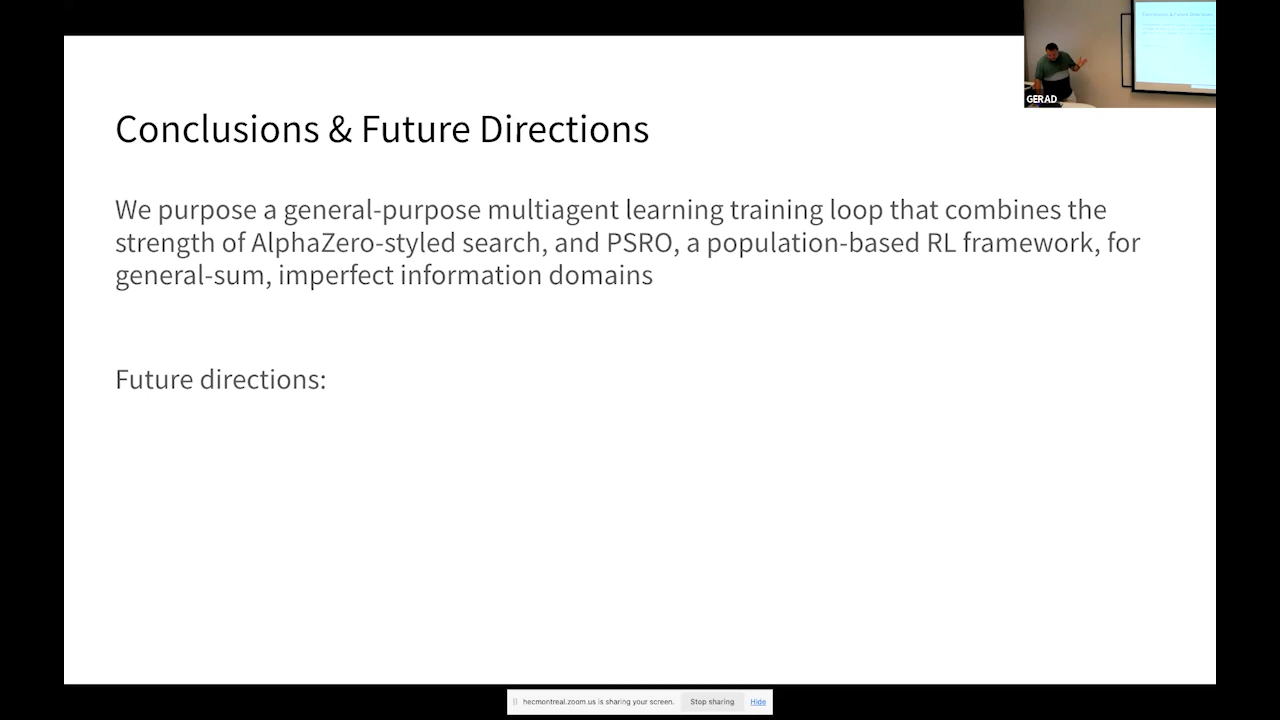 GERAD
Conclusions & Future Directions
We purpose a general-purpose multiagent learning training loop that combines the
strength of AlphaZero-styled search, and PSRO, a population-based RL framework, for
general-sum, imperfect information domains
Future directions:
hecmontreal.zoom.us is sharing your screen. Stop sharing Hide